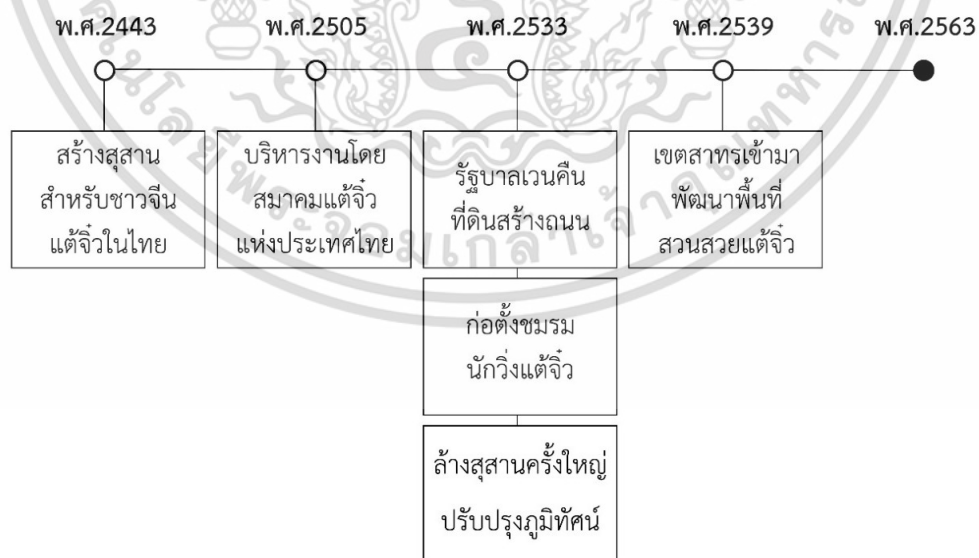 พ.ศ.2443 พ.ศ.2505 พ.ศ.2533 พ.ศ.2539 พ.ศ.2563
สร้างสุสาน
สำหรับชาวจีน
แต้จิ๋วในไทย
บริหารงานโดย
สมาคมแต้จิ๋ว
แห่งประเทศไทย
รัฐบาลเวนคืน
ที่ดินสร้างถนน
ก่อตั้งชมรม
นักวิ่งแต้จิ๋ว
ล้างสุสานครั้งใหญ่
ปรับปรุงภูมิทัศน์
เขตสาทรเข้ามา
พัฒนาพื้นที่
สวนสวยแต้จิ๋ว